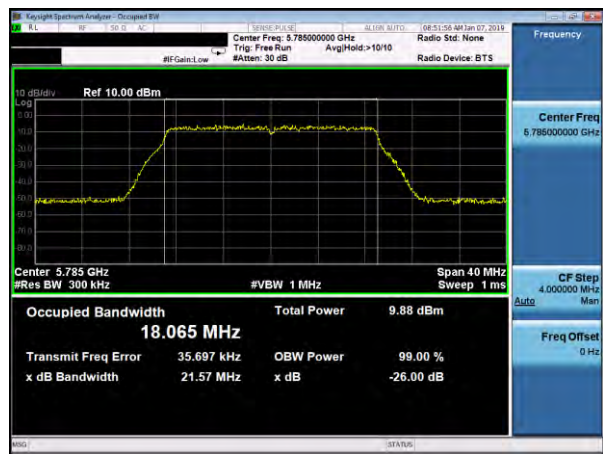 Keysight Spectrum Analyzer - Occupied BW
RL RF 50 Ω AC SENSE:PULSE ALIGN AUTO 08:51:56 AM Jan 07, 2019
Center Freq: 5.785000000 GHz Radio Std: None
Trig: Free Run Avg|Hold:>10/10
#IFGain:Low #Atten: 30 dB Radio Device: BTS
Frequency
10 dB/div Ref 10.00 dBm
Log
0.00
-10.0
-20.0
-30.0
-40.0
-50.0
-60.0
-70.0
-80.0
Center 5.785 GHz Span 40 MHz
#Res BW 300 kHz #VBW 1 MHz Sweep 1 ms
Occupied Bandwidth Total Power 9.88 dBm
18.065 MHz
Transmit Freq Error 35.697 kHz OBW Power 99.00 %
x dB Bandwidth 21.57 MHz x dB -26.00 dB
Center Freq
5.785000000 GHz
CF Step
4.000000 MHz
Auto Man
Freq Offset
0 Hz
MSG STATUS